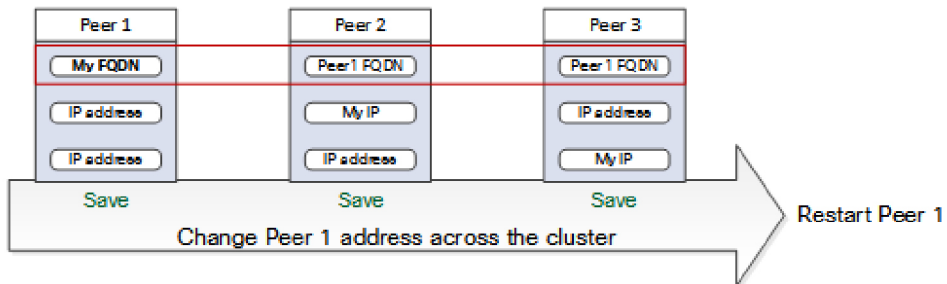 Peer 1
My FQDN
IP address
IP address
Save
Peer 2
Peer1 FQDN
My IP
IP address
Save
Peer 3
Peer1 FQDN
IP address
My IP
Save
Change Peer 1 address across the cluster
Restart Peer 1